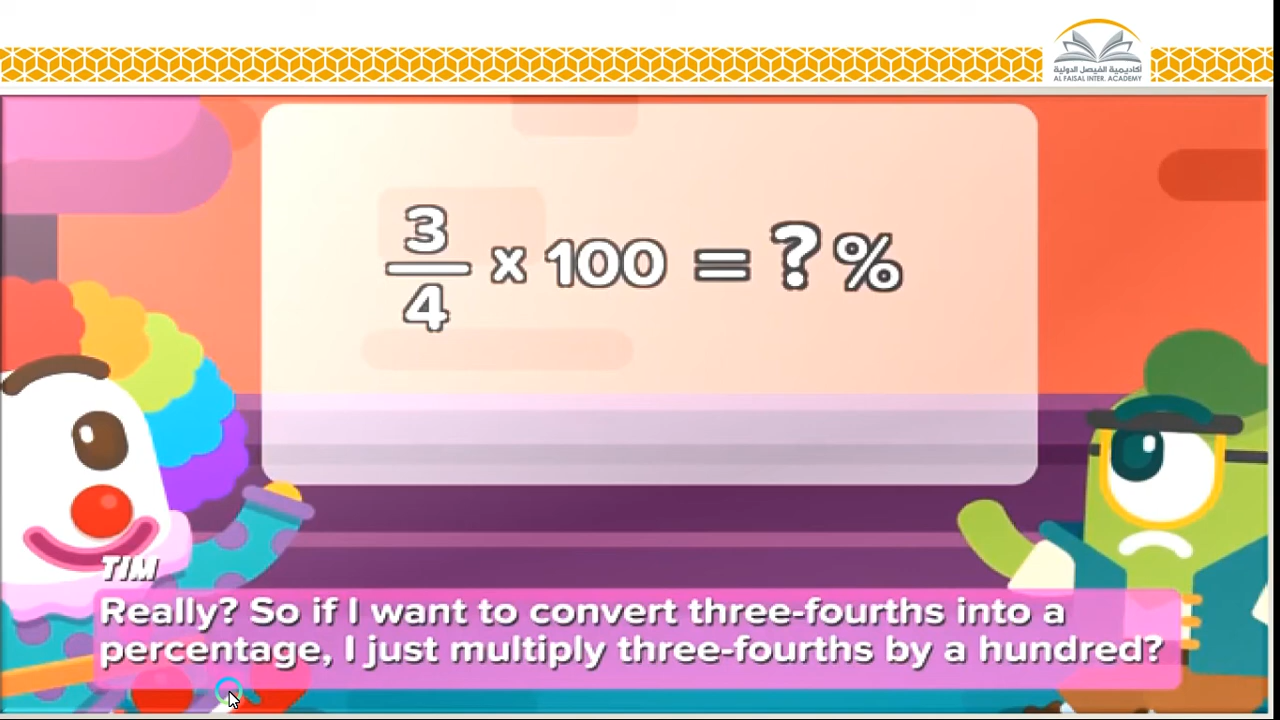 أكاديمية الفيصل الدولية
AL FAISAL INTER. ACADEMY
3/4 x 100 = ? %
TIM
Really? So if I want to convert three-fourths into a
percentage, I just multiply three-fourths by a hundred?